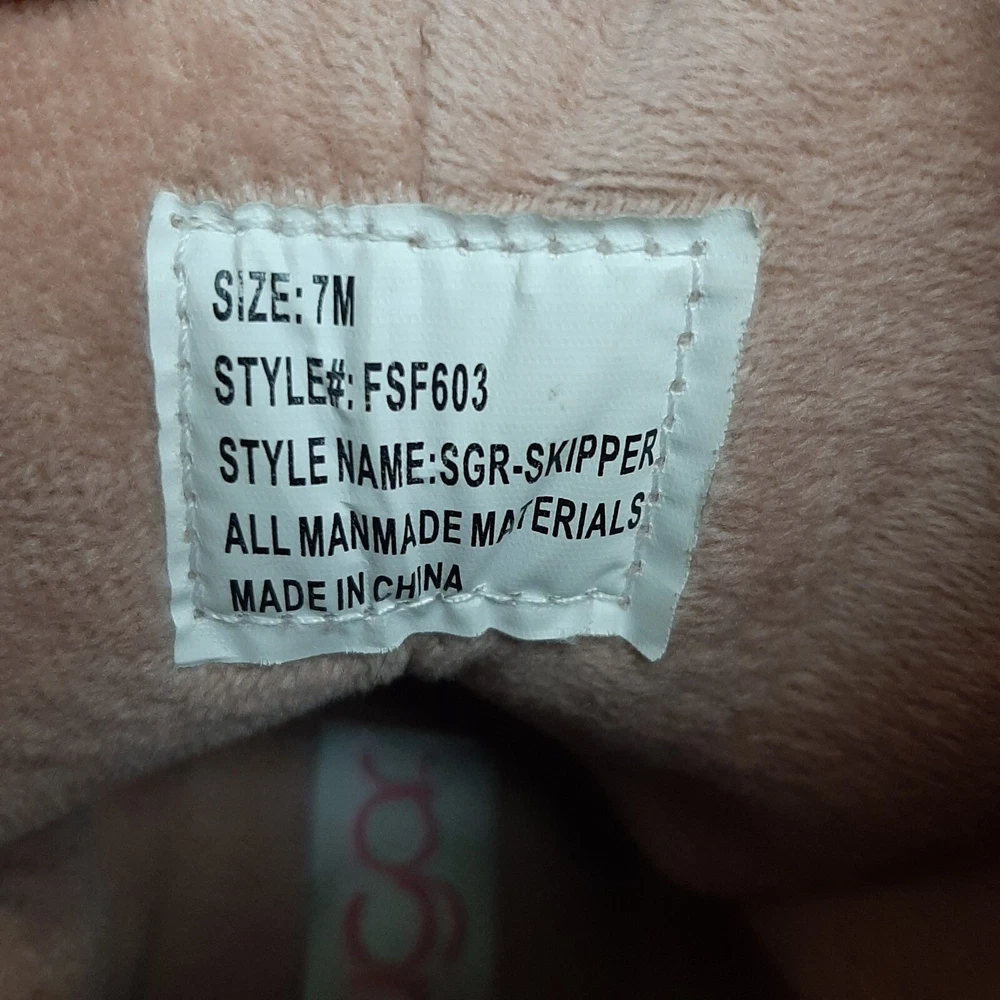 SIZE: 7M
STYLE#: FSF603
STYLE NAME:SGR-SKIPPER
ALL MANMADE MATERIALS
MADE IN CHINA